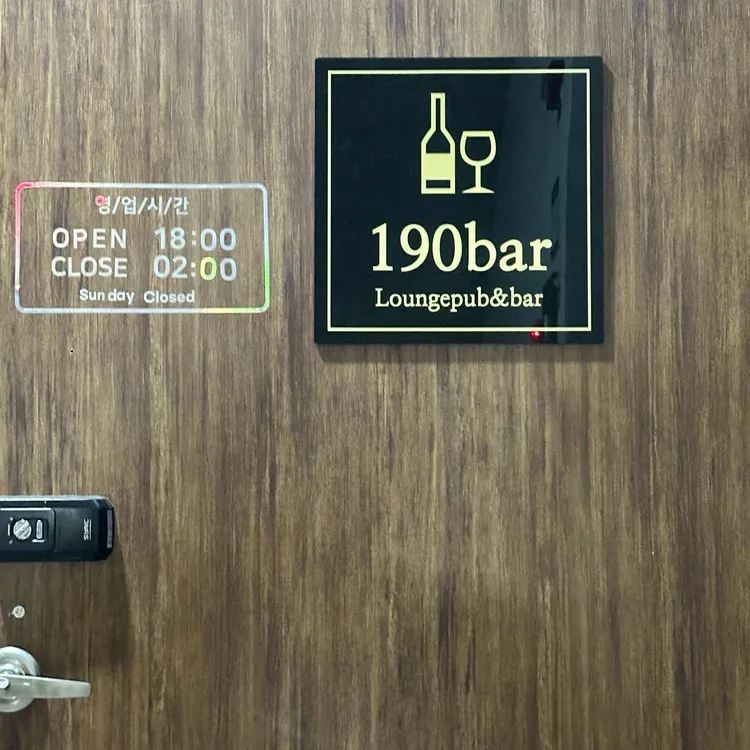 영/업/시/간
OPEN 18:00
CLOSE 02:00
Sunday Closed
190bar
Loungepub&bar